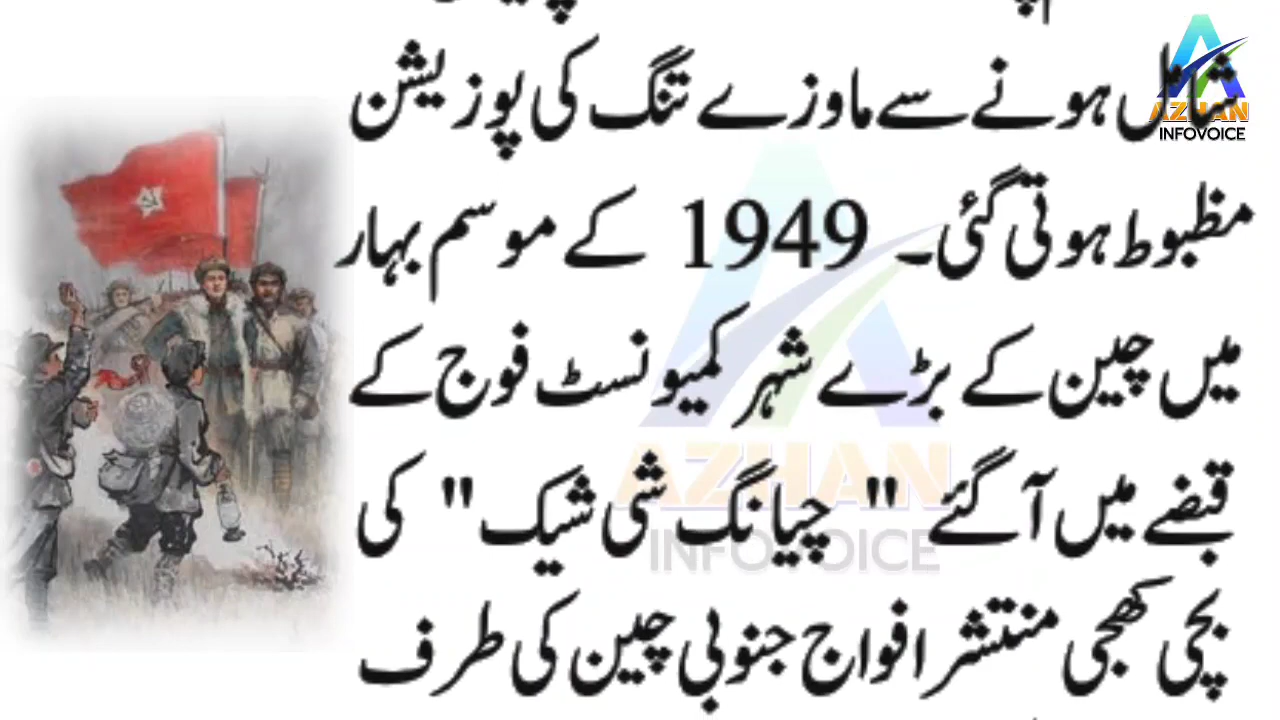 شامل ہونے سے ماوزے تنگ کی پوزیشن
مظبوط ہوتی گئی۔ 1949 کے موسم بہار
میں چین کے بڑے شہر کمیونسٹ فوج کے
قبضے میں آگئے " چیانگ شی شیک " کی
بچی کھچی منتشر افواج جنوبی چین کی طرف
AZHAN
INFOVOICE
AZHAN
INFOVOICE